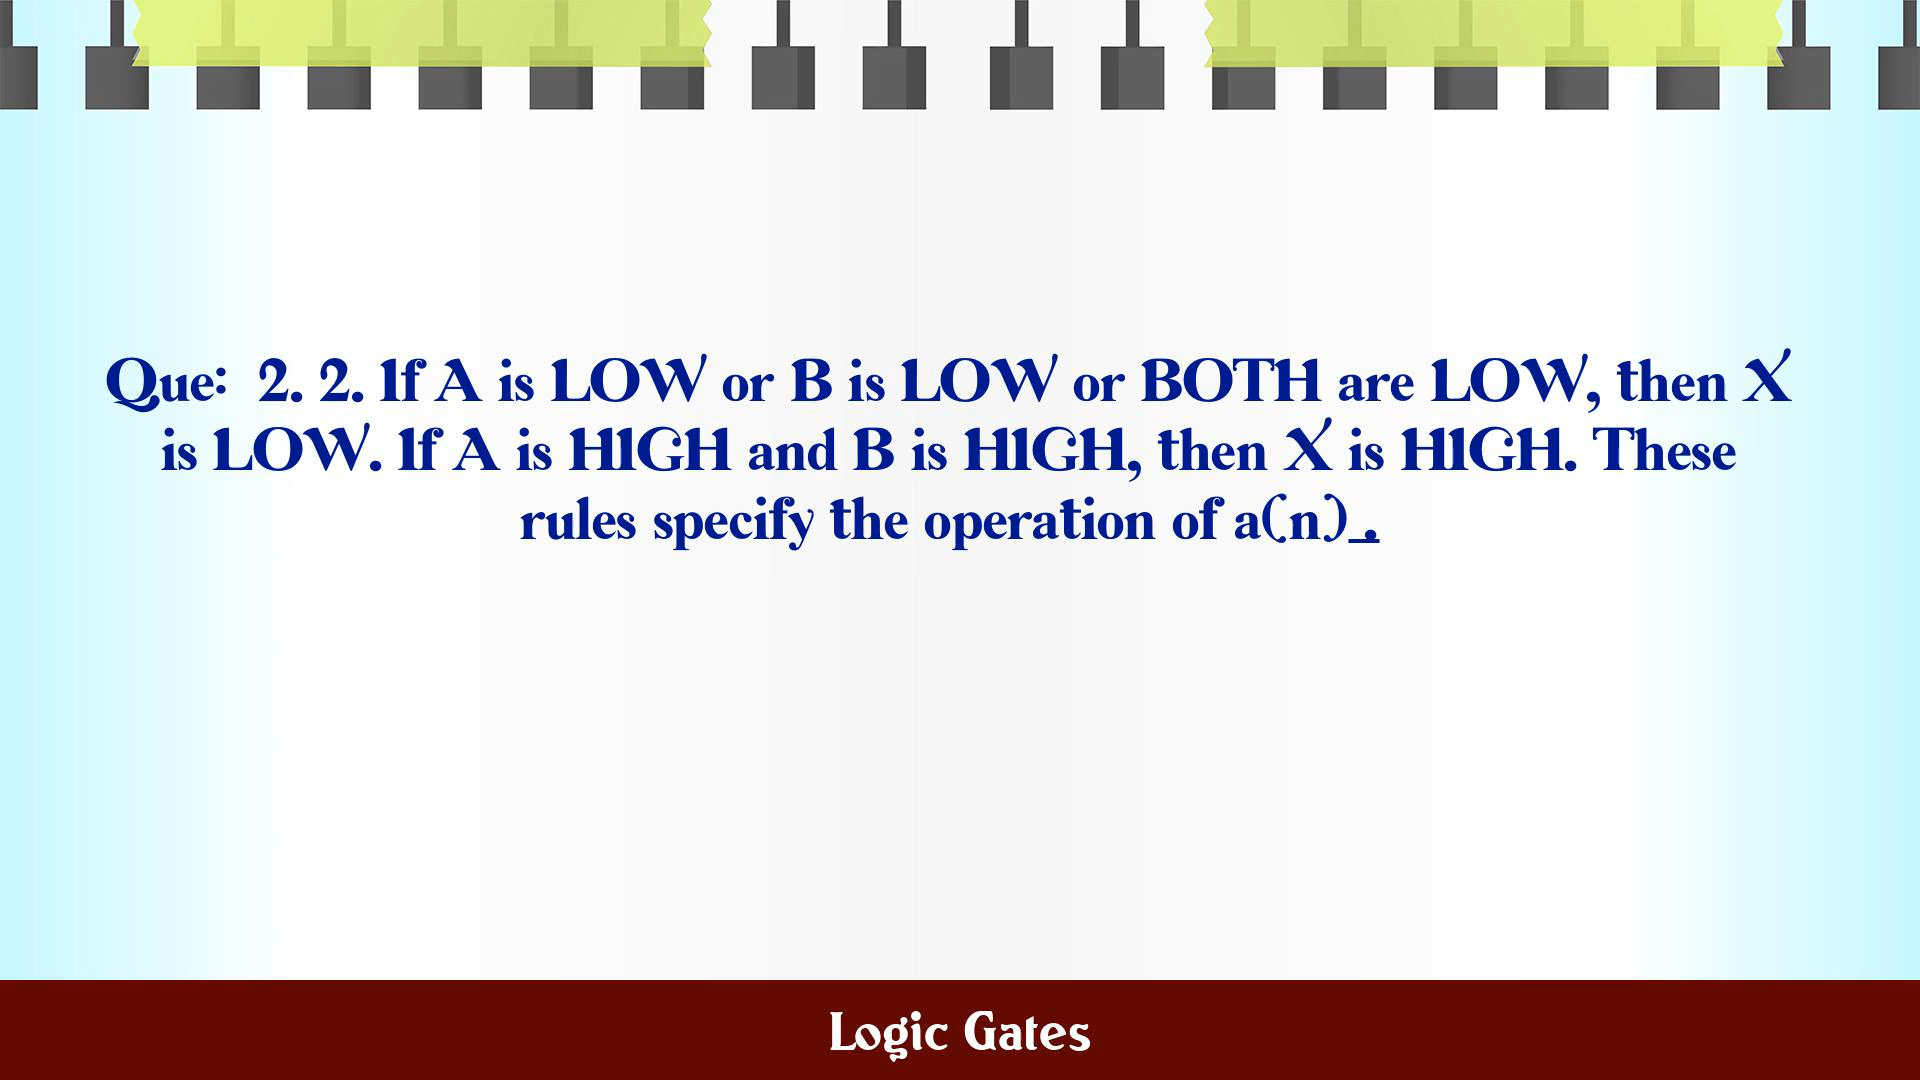 Que:  2. 2. If A is LOW or B is LOW or BOTH are LOW, then X
is LOW. If A is HIGH and B is HIGH, then X is HIGH. These
rules specify the operation of a(n)_.
Logic Gates